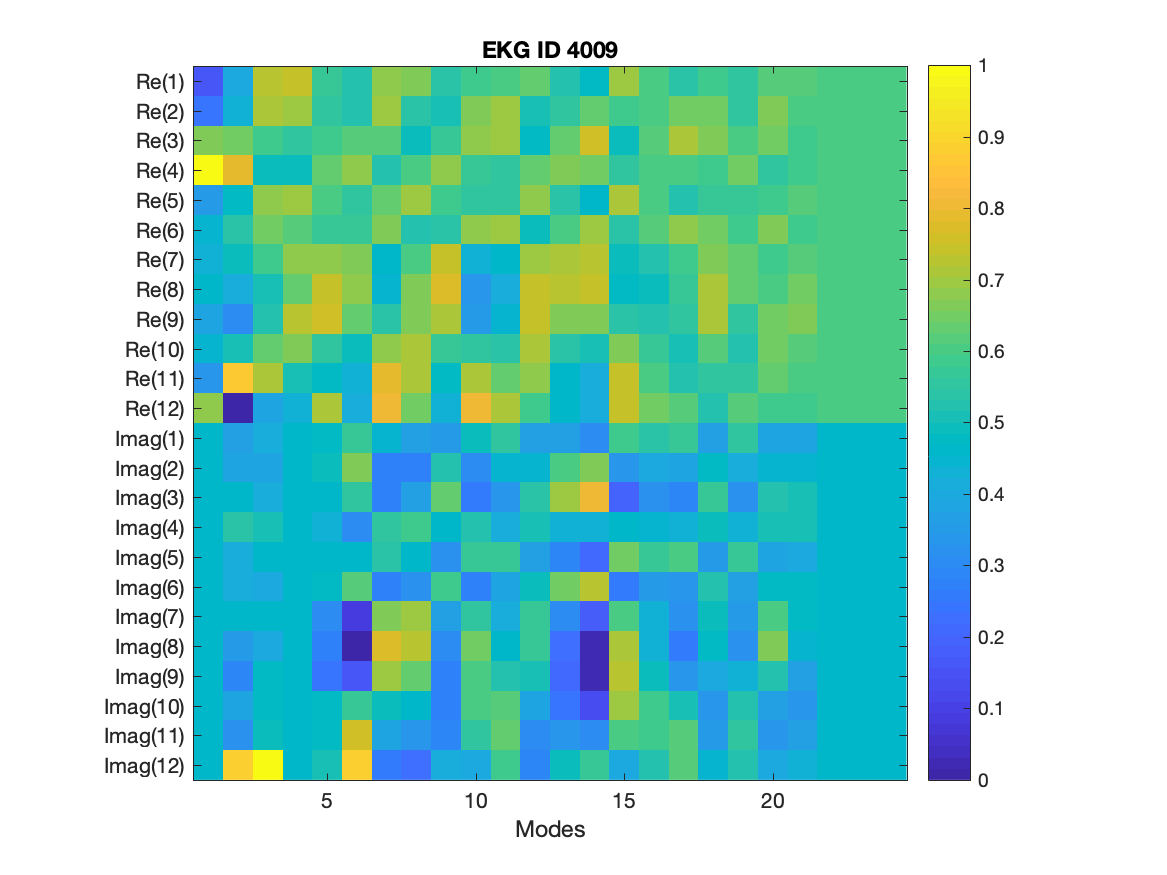 EKG ID 4009
Re(1)
Re(2)
Re(3)
Re(4)
Re(5)
Re(6)
Re(7)
Re(8)
Re(9)
Re(10)
Re(11)
Re(12)
Imag(1)
Imag(2)
Imag(3)
Imag(4)
Imag(5)
Imag(6)
Imag(7)
Imag(8)
Imag(9)
Imag(10)
Imag(11)
Imag(12)
5 10 15 20
Modes
1
0.9
0.8
0.7
0.6
0.5
0.4
0.3
0.2
0.1
0